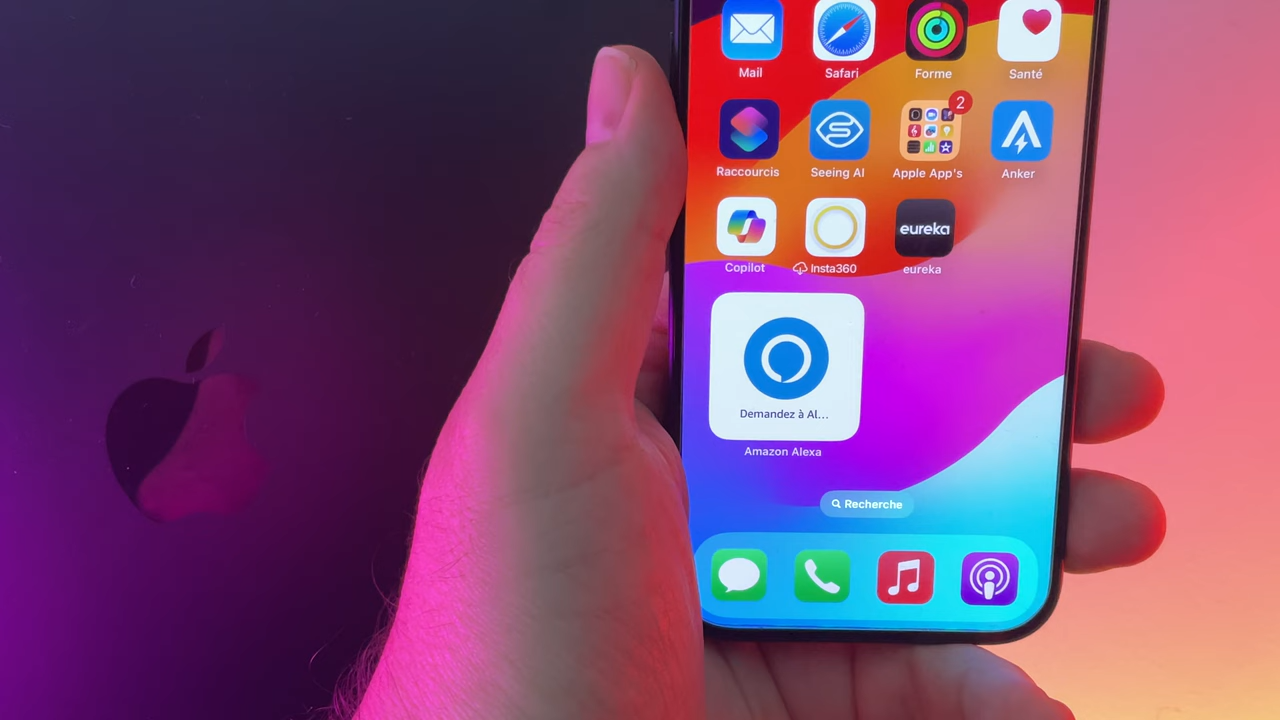 Mail Safari Forme Santé
2
Raccourcis Seeing AI Apple App's Anker
eureka
Copilot Insta360 eureka
Demandez à Al...
Amazon Alexa
Recherche